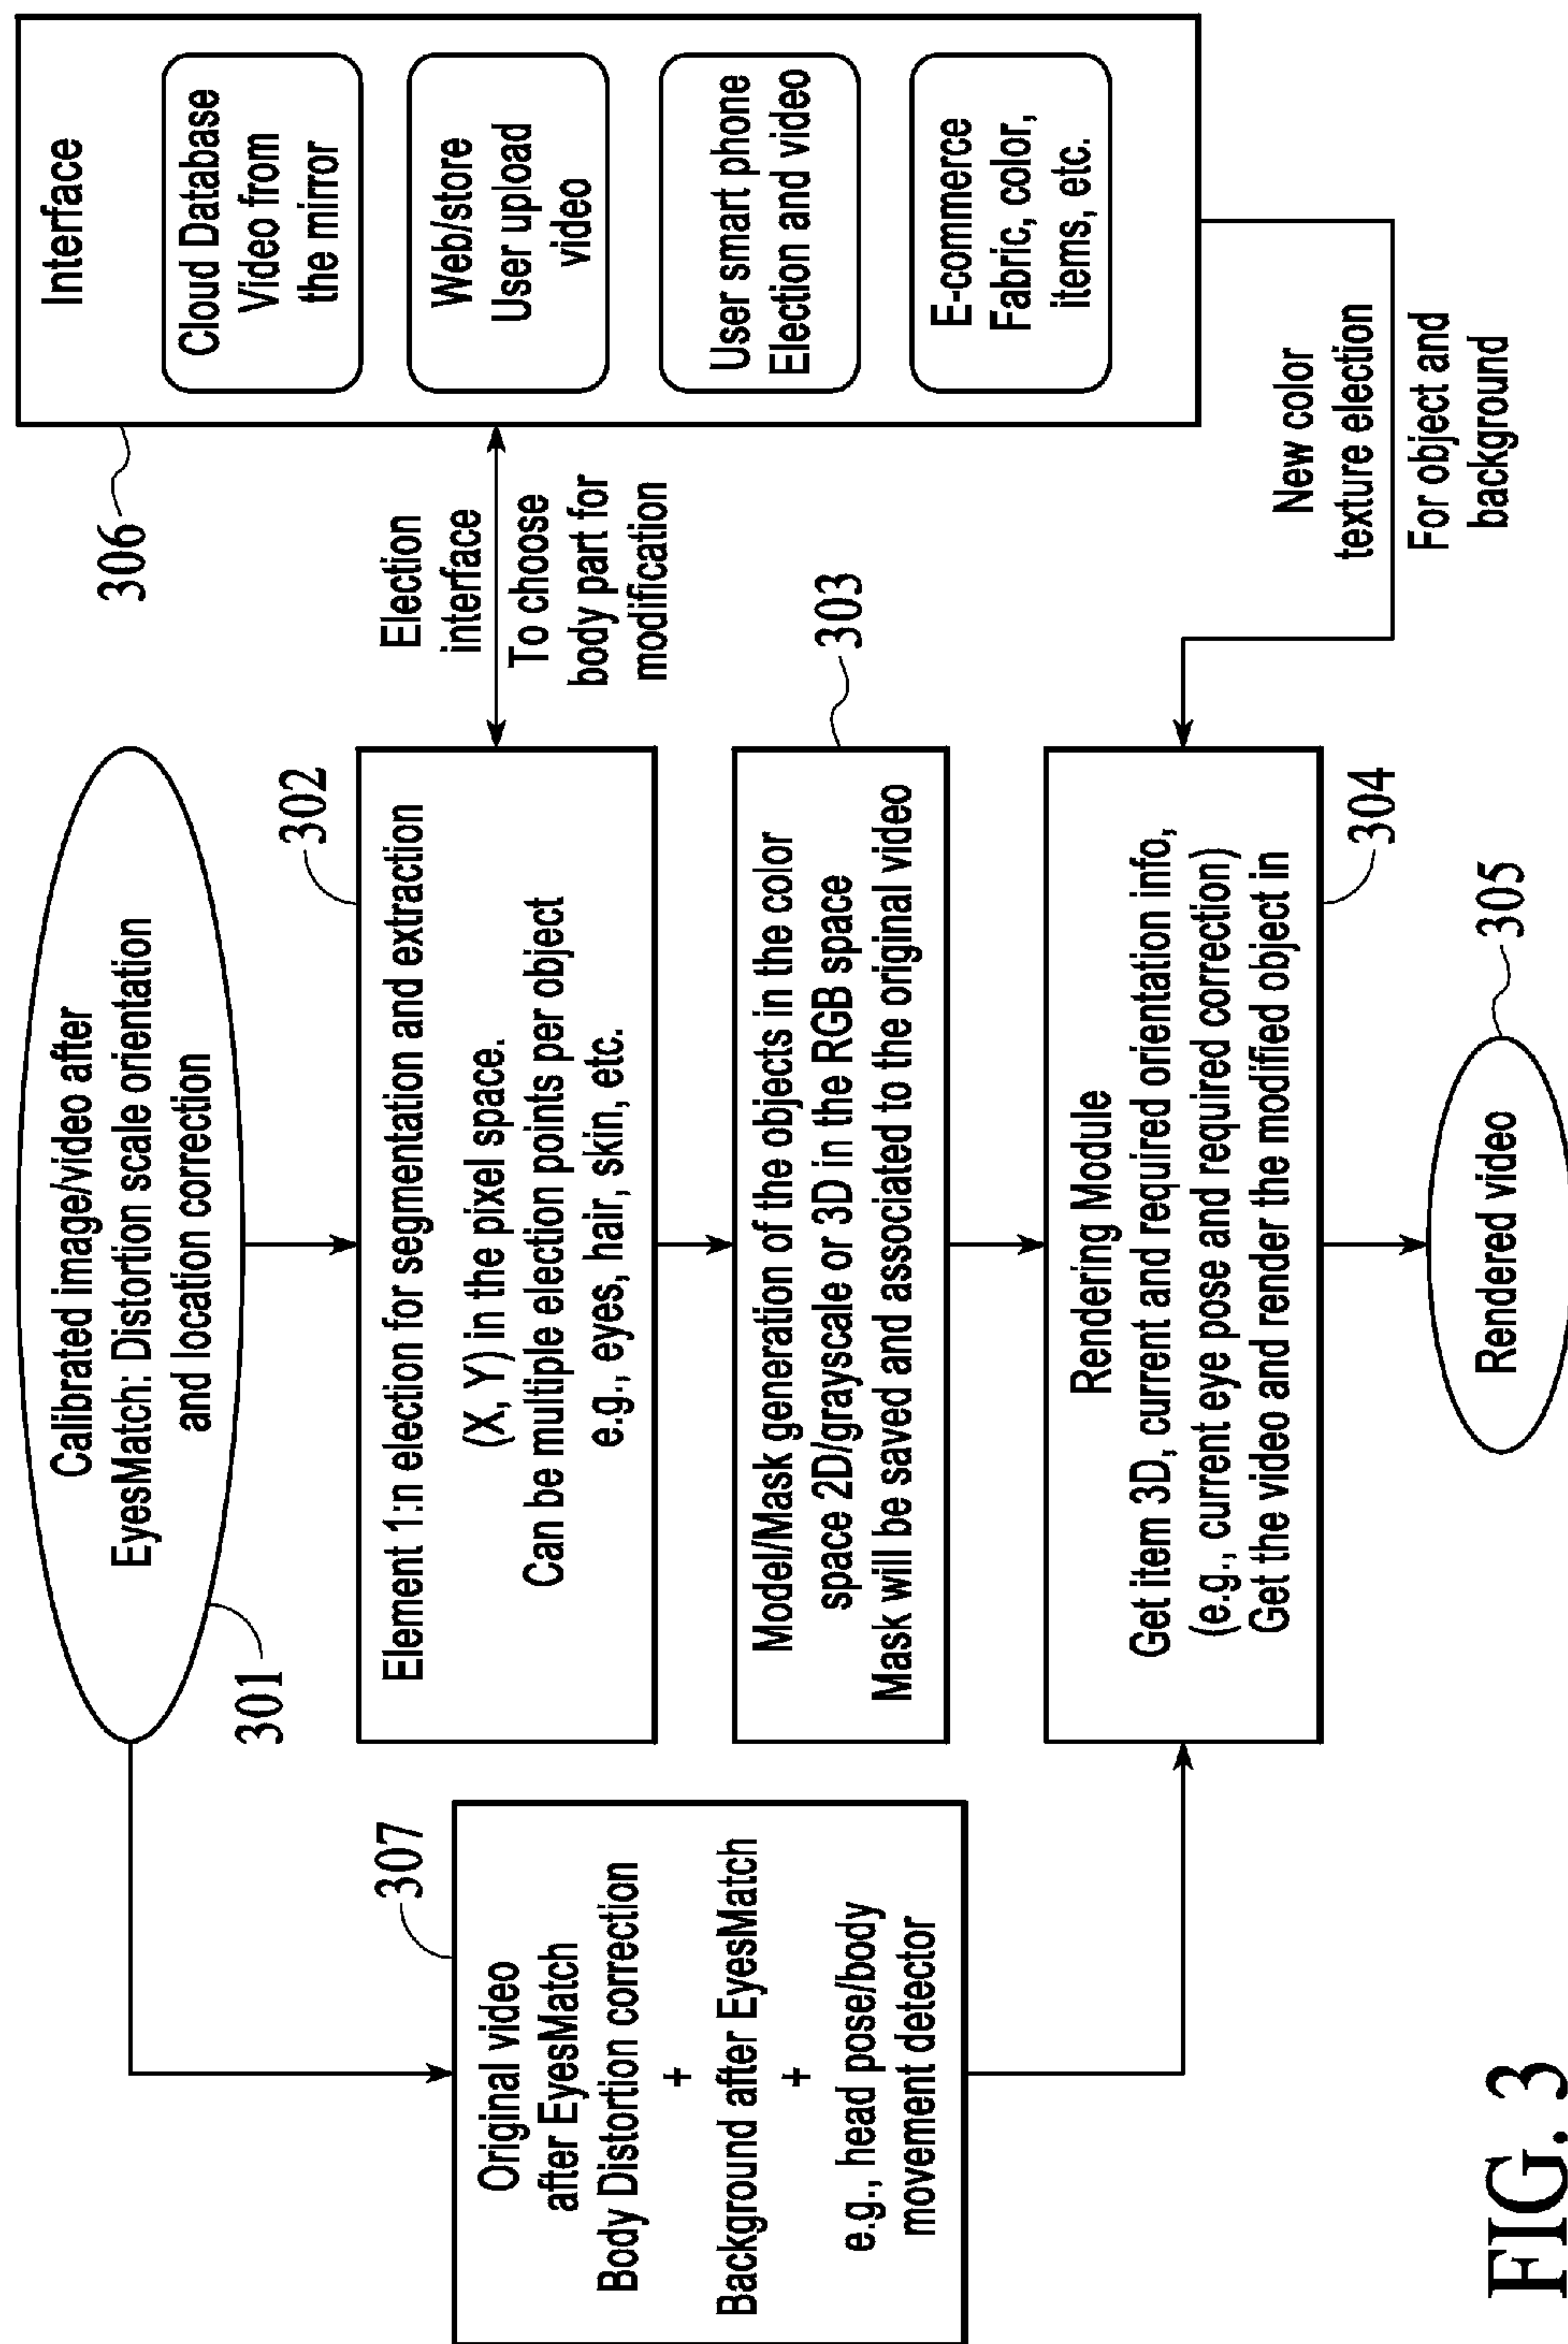 Calibrated image/video after
EyesMatch: Distortion scale orientation
and location correction
301
307
Original video
after EyesMatch
Body Distortion correction
+
Background after EyesMatch
+
e.g., head pose/body
movement detector
302
Element 1:n election for segmentation and extraction
(X, Y) in the pixel space.
Can be multiple election points per object
e.g., eyes, hair, skin, etc.
Election
interface
To choose
body part for
modification
306
Interface
Cloud Database
Video from
the mirror
Web/store
User upload
video
User smart phone
Election and video
E-commerce
Fabric, color,
items, etc.
303
Model/Mask generation of the objects in the color
space 2D/grayscale or 3D in the RGB space
Mask will be saved and associated to the original video
Rendering Module
Get item 3D, current and required orientation info,
(e.g., current eye pose and required correction)
Get the video and render the modified object in
304
New color
texture election
For object and
background
305
Rendered video
FIG. 3